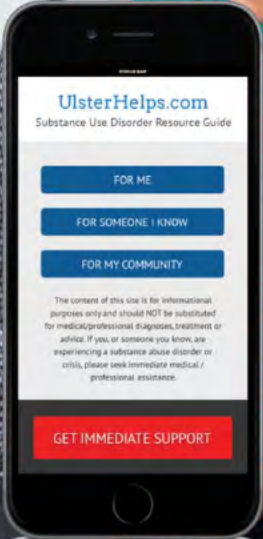 UlsterHelps.com
Substance Use Disorder Resource Guide
FOR ME
FOR SOMEONE I KNOW
FOR MY COMMUNITY
The content of this site is for informational
purposes only and should NOT be substituted
for medical/professional diagnoses, treatment or
advice. If you, or someone you know, are
experiencing a substance abuse disorder or
crisis, please seek immediate medical /
professional assistance.
GET IMMEDIATE SUPPORT